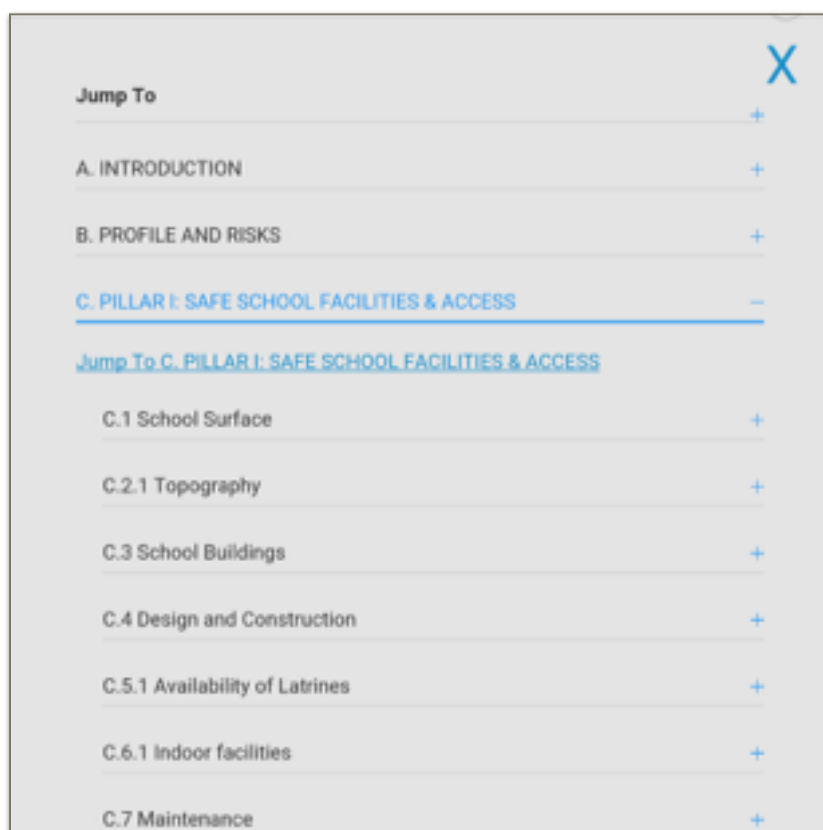 X
Jump To
+
A. INTRODUCTION +
B. PROFILE AND RISKS +
C. PILLAR I: SAFE SCHOOL FACILITIES & ACCESS −
Jump To C. PILLAR I: SAFE SCHOOL FACILITIES & ACCESS
C.1 School Surface +
C.2.1 Topography +
C.3 School Buildings +
C.4 Design and Construction +
C.5.1 Availability of Latrines +
C.6.1 Indoor facilities +
C.7 Maintenance +